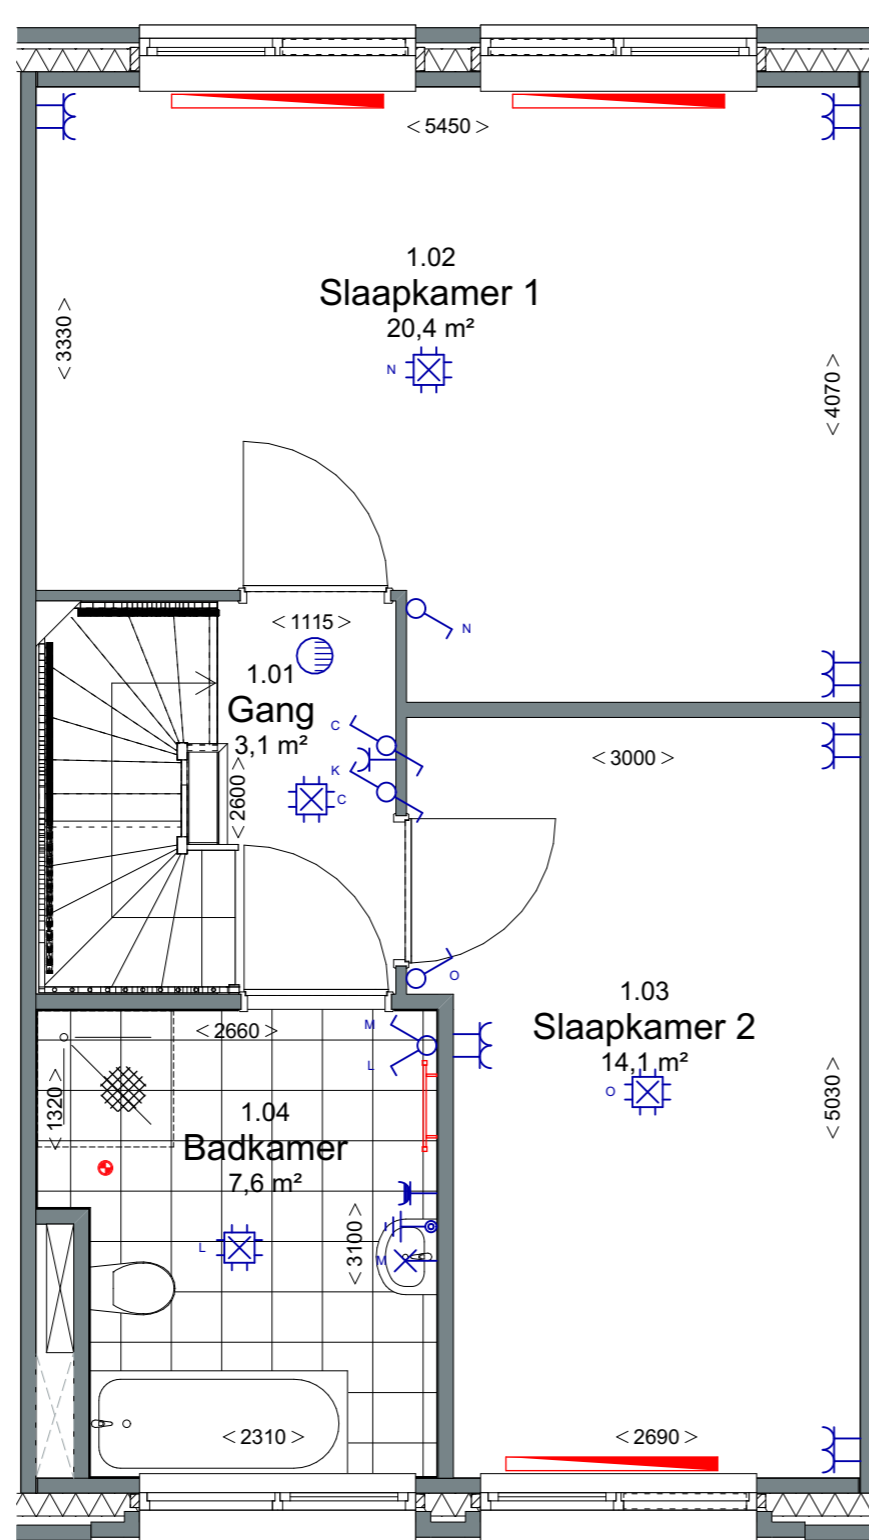 < 5450 >
1.02
Slaapkamer 1
20,4 m²
N
< 3330 >
< 4070 >
< 1115 >
N
1.01
Gang
3,1 m²
C
K
C
< 2600 >
< 3000 >
O
1.03
Slaapkamer 2
14,1 m²
O
< 5030 >
< 2660 >
M
L
< 1320 >
1.04
Badkamer
7,6 m²
L
< 3100 >
M
< 2310 >
< 2690 >